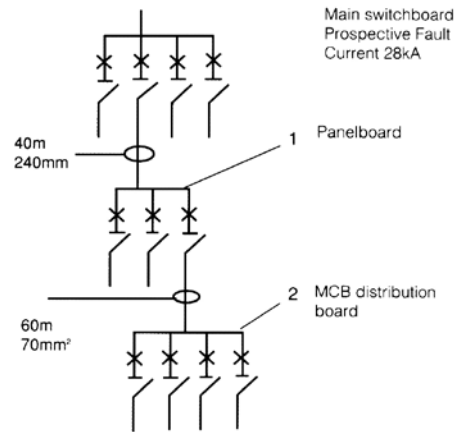 Main switchboard
Prospective Fault
Current 28kA
40m
240mm
1 Panelboard
2 MCB distribution
board
60m
70mm²